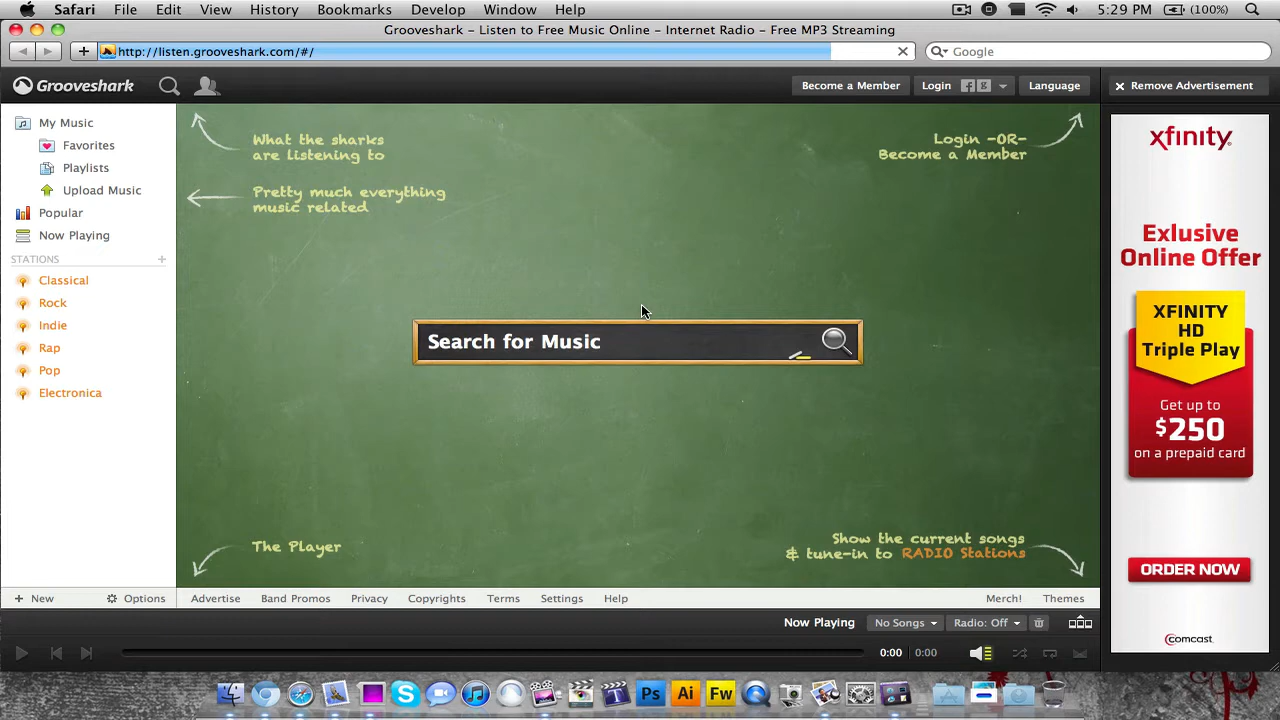 Safari File Edit View History Bookmarks Develop Window Help 5:29 PM (100%)
Grooveshark – Listen to Free Music Online – Internet Radio – Free MP3 Streaming
http://listen.grooveshark.com/#/
Google
Grooveshark
Become a Member
Login
Language
Remove Advertisement
My Music
Favorites
Playlists
Upload Music
Popular
Now Playing
STATIONS
Classical
Rock
Indie
Rap
Pop
Electronica
What the sharks
are listening to
Pretty much everything
music related
Login -OR-
Become a Member
Search for Music
The Player
Show the current songs
& tune-in to RADIO Stations
xfinity
Exlusive
Online Offer
XFINITY
HD
Triple Play
Get up to
$250
on a prepaid card
ORDER NOW
comcast
New Options
Advertise Band Promos Privacy Copyrights Terms Settings Help Merch! Themes
Now Playing No Songs Radio: Off
0:00 0:00
Ps Ai Fw